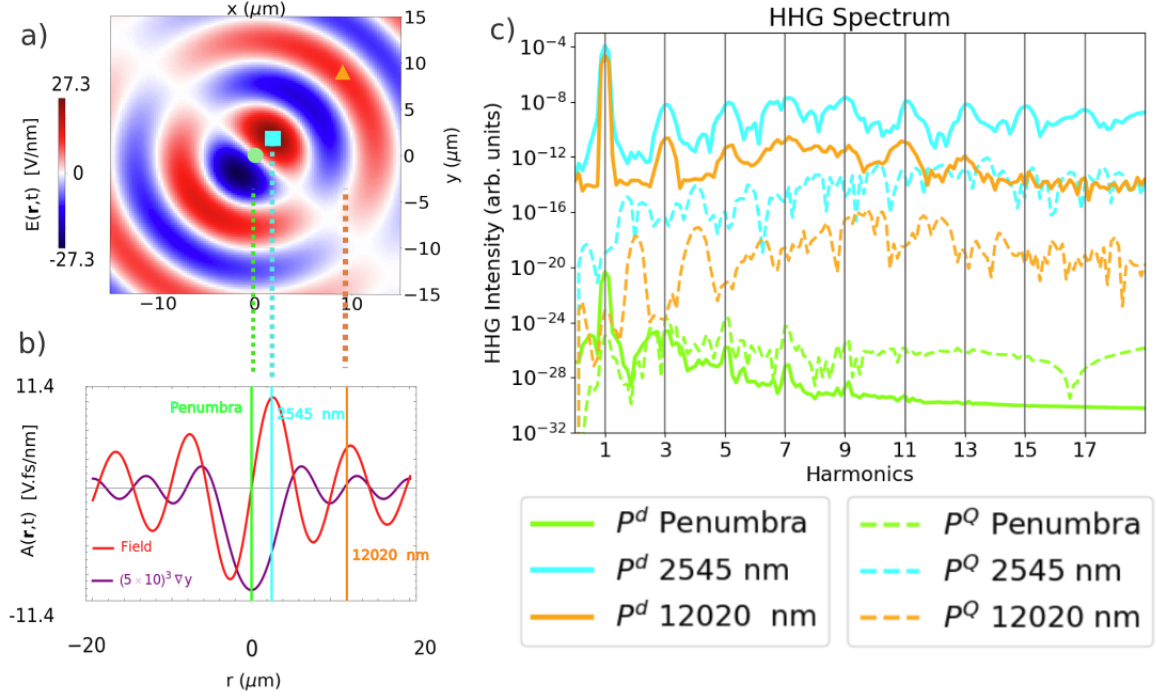 a)
x (μm)
27.3
0
-27.3
E(r,t) [V/nm]
15
10
5
0
−5
−10
−15
y (μm)
−10
0
10
b)
11.4
-11.4
A(r,t) [V.fs/nm]
Penumbra
2545 nm
12020 nm
Field
(5 × 10)³ ∇y
−20
0
20
r (μm)
c)
HHG Spectrum
10⁻⁴
10⁻⁸
10⁻¹²
10⁻¹⁶
10⁻²⁰
10⁻²⁴
10⁻²⁸
10⁻³²
HHG Intensity (arb. units)
1 3 5 7 9 11 13 15 17
Harmonics
Pᵈ Penumbra
Pᵈ 2545 nm
Pᵈ 12020 nm
P^Q Penumbra
P^Q 2545 nm
P^Q 12020 nm